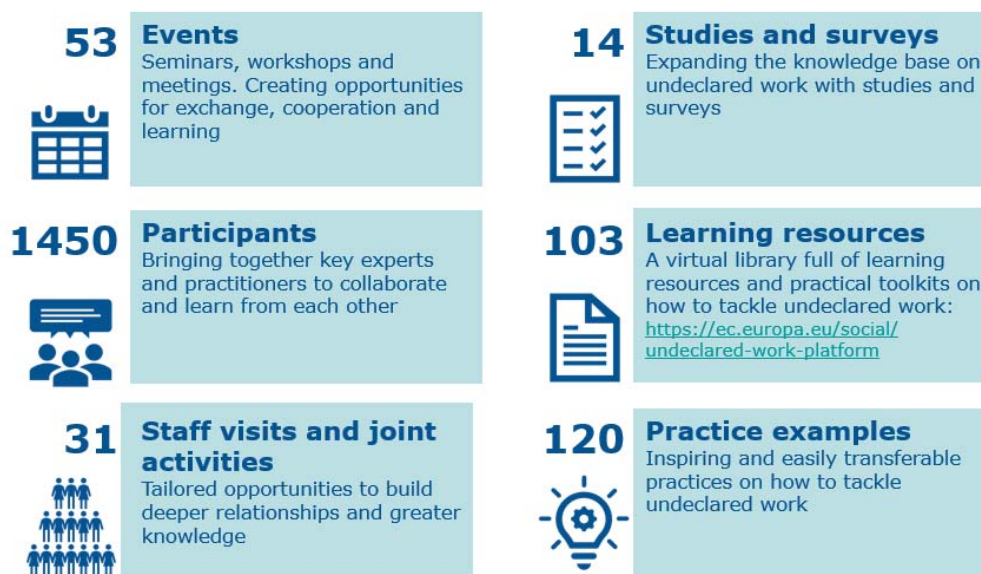 53
Events
Seminars, workshops and
meetings. Creating opportunities
for exchange, cooperation and
learning
14
Studies and surveys
Expanding the knowledge base on
undeclared work with studies and
surveys
1450
Participants
Bringing together key experts
and practitioners to collaborate
and learn from each other
103
Learning resources
A virtual library full of learning
resources and practical toolkits on
how to tackle undeclared work:
https://ec.europa.eu/social/
undeclared-work-platform
31
Staff visits and joint
activities
Tailored opportunities to build
deeper relationships and greater
knowledge
120
Practice examples
Inspiring and easily transferable
practices on how to tackle
undeclared work